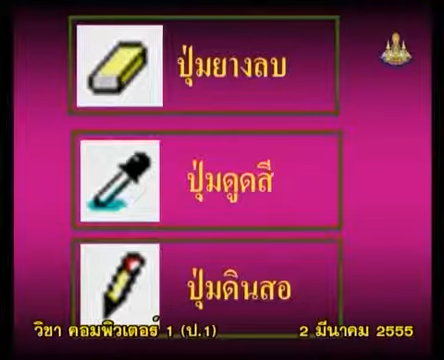 ปุ่มยางลบ
ปุ่มดูดสี
ปุ่มดินสอ
วิชา คอมพิวเตอร์ 1 (ป.1) 2 มีนาคม 2555